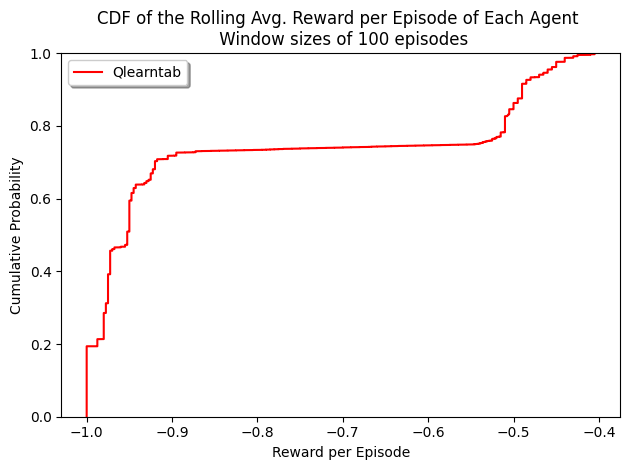 CDF of the Rolling Avg. Reward per Episode of Each Agent
Window sizes of 100 episodes
Qlearntab
1.0
0.8
0.6
0.4
0.2
0.0
Cumulative Probability
−1.0 −0.9 −0.8 −0.7 −0.6 −0.5 −0.4
Reward per Episode